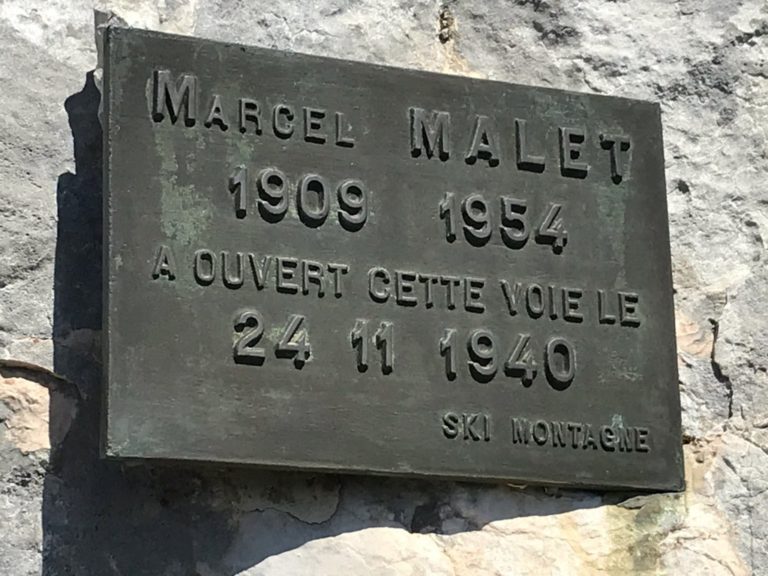 MARCEL MALET
1909 1954
A OUVERT CETTE VOIE LE
24 11 1940
SKI MONTAGNE